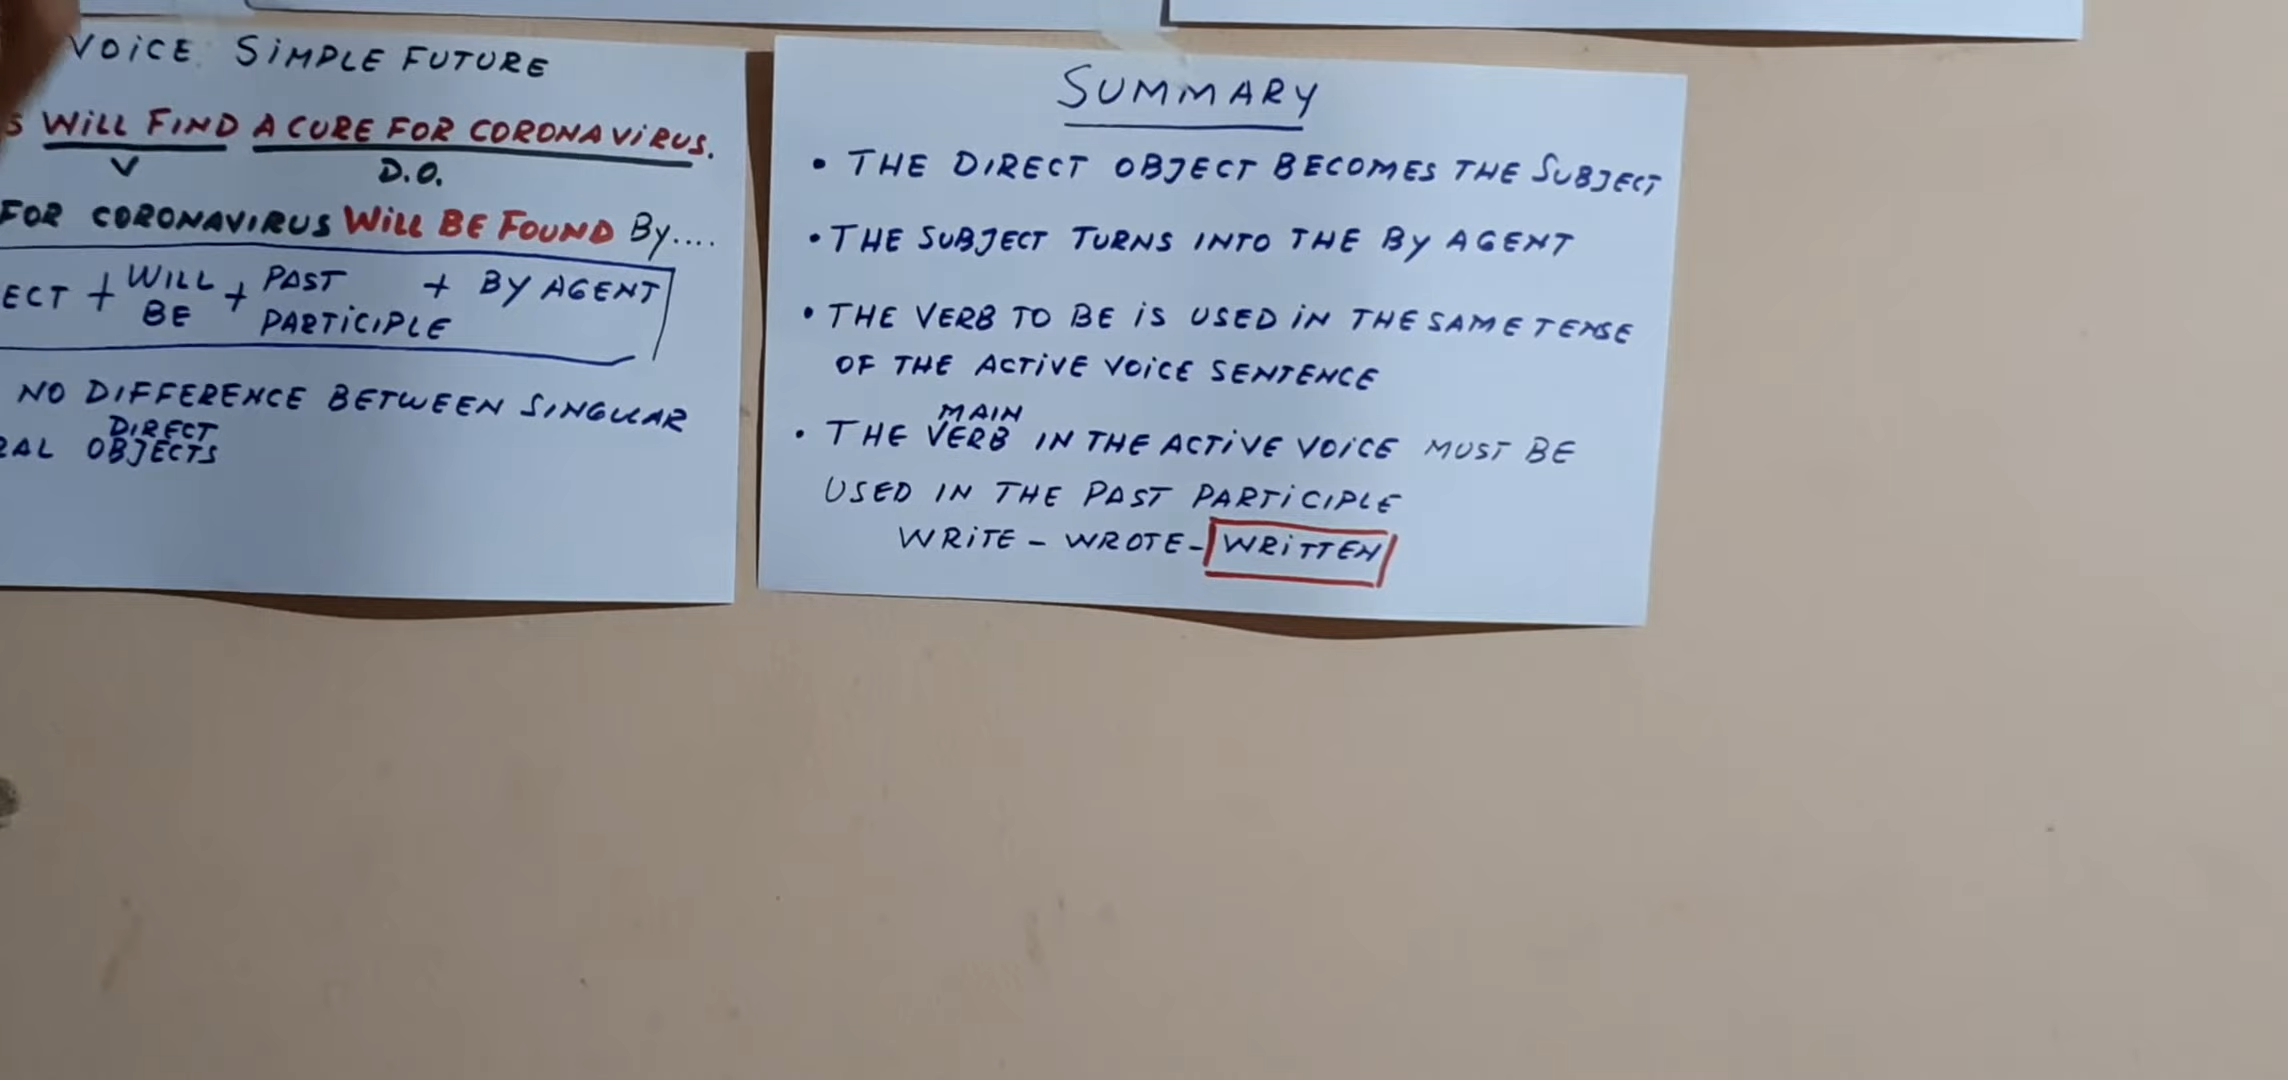 VOICE: SIMPLE FUTURE
S WILL FIND A CURE FOR CORONAVIRUS.
V D.O.
FOR CORONAVIRUS WILL BE FOUND By....
ECT + WILL BE + PAST PARTICIPLE + BY AGENT
NO DIFFERENCE BETWEEN SINGULAR
RAL DIRECT OBJECTS
SUMMARY
• THE DIRECT OBJECT BECOMES THE SUBJECT
• THE SUBJECT TURNS INTO THE By AGENT
• THE VERB TO BE IS USED IN THE SAME TENSE
OF THE ACTIVE VOICE SENTENCE
• THE MAIN VERB IN THE ACTIVE VOICE MUST BE
USED IN THE PAST PARTICIPLE
WRITE - WROTE - WRITTEN